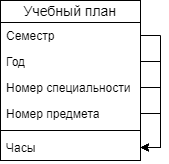 Учебный план
Семестр
Год
Номер специальности
Номер предмета
Часы